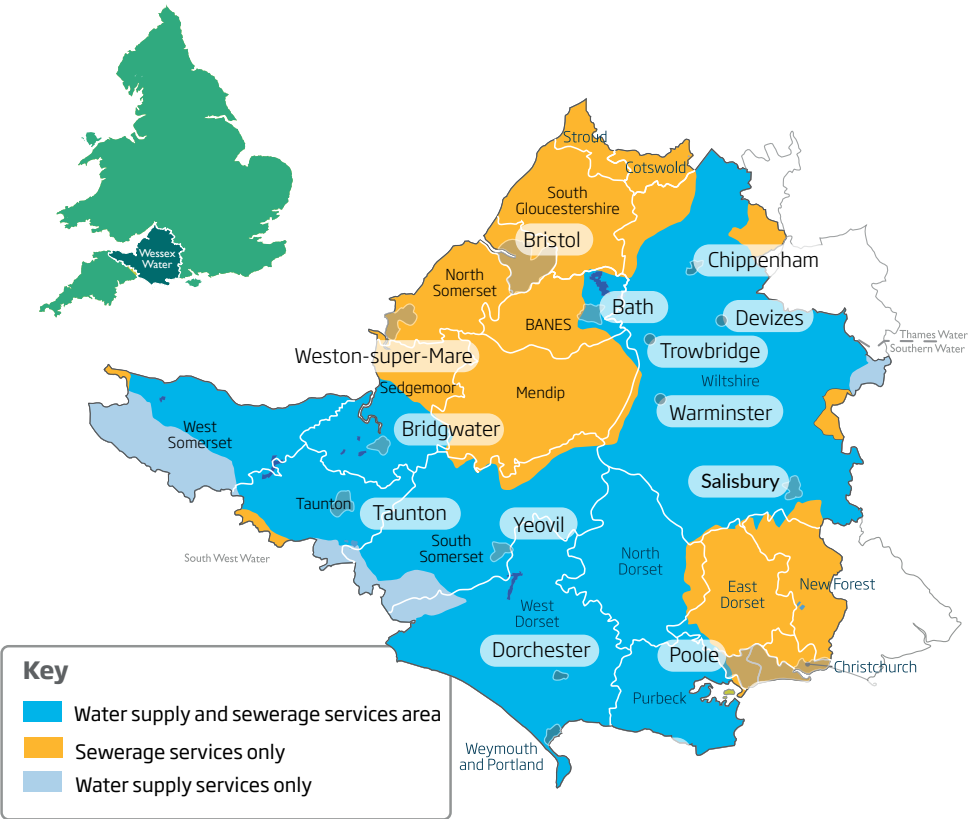 Wessex
Water
Stroud
Cotswold
South
Gloucestershire
Bristol
Chippenham
North
Somerset
Bath
Devizes
BANES
Thames Water
Southern Water
Weston-super-Mare
Trowbridge
Sedgemoor
Mendip
Wiltshire
Warminster
West
Somerset
Bridgwater
Salisbury
Taunton
Taunton
Yeovil
South
Somerset
South West Water
North
Dorset
East
Dorset
New Forest
West
Dorset
Dorchester
Poole
Christchurch
Purbeck
Weymouth
and Portland
Key
Water supply and sewerage services area
Sewerage services only
Water supply services only